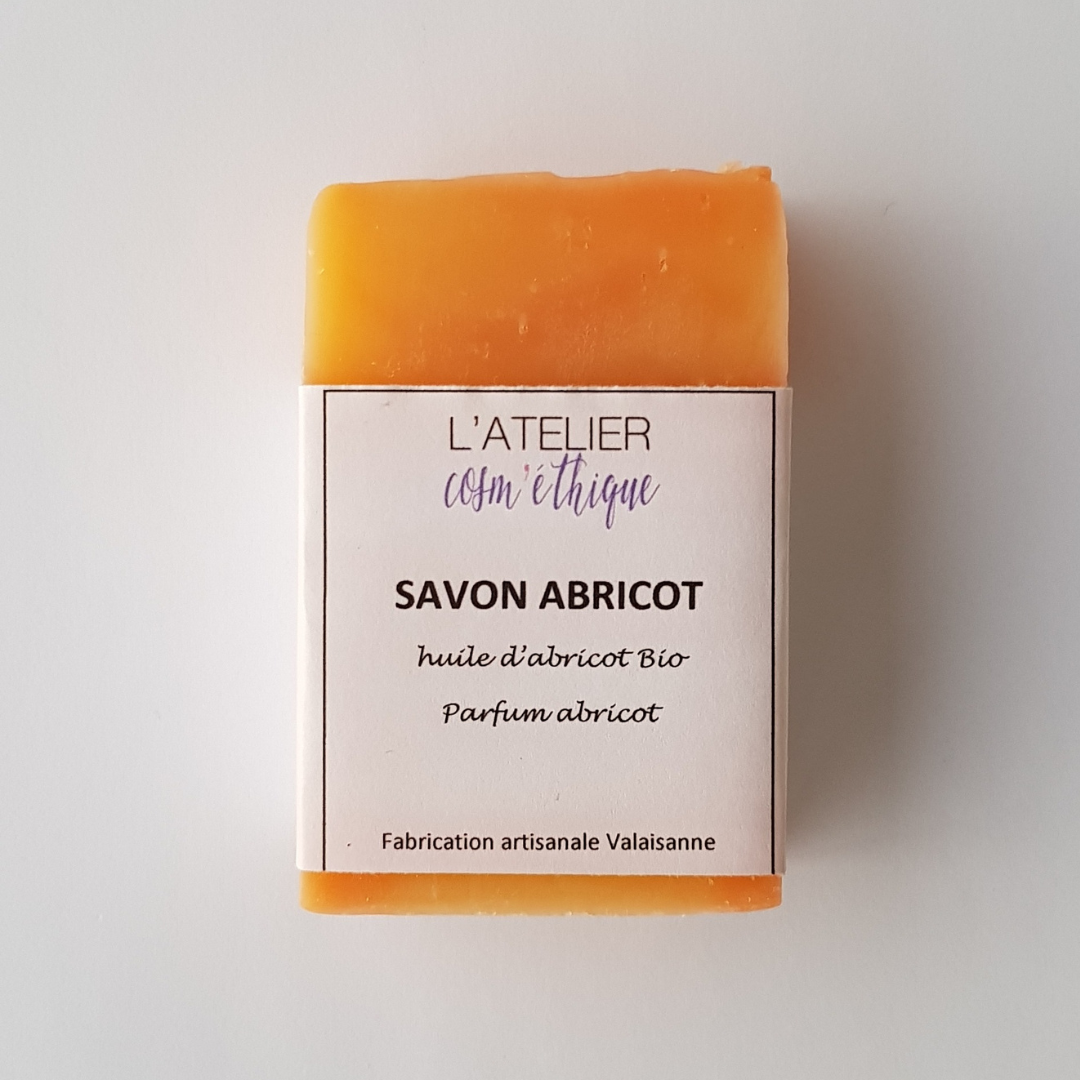 L'ATELIER
cosm'éthique
SAVON ABRICOT
huile d'abricot Bio
Parfum abricot
Fabrication artisanale Valaisanne